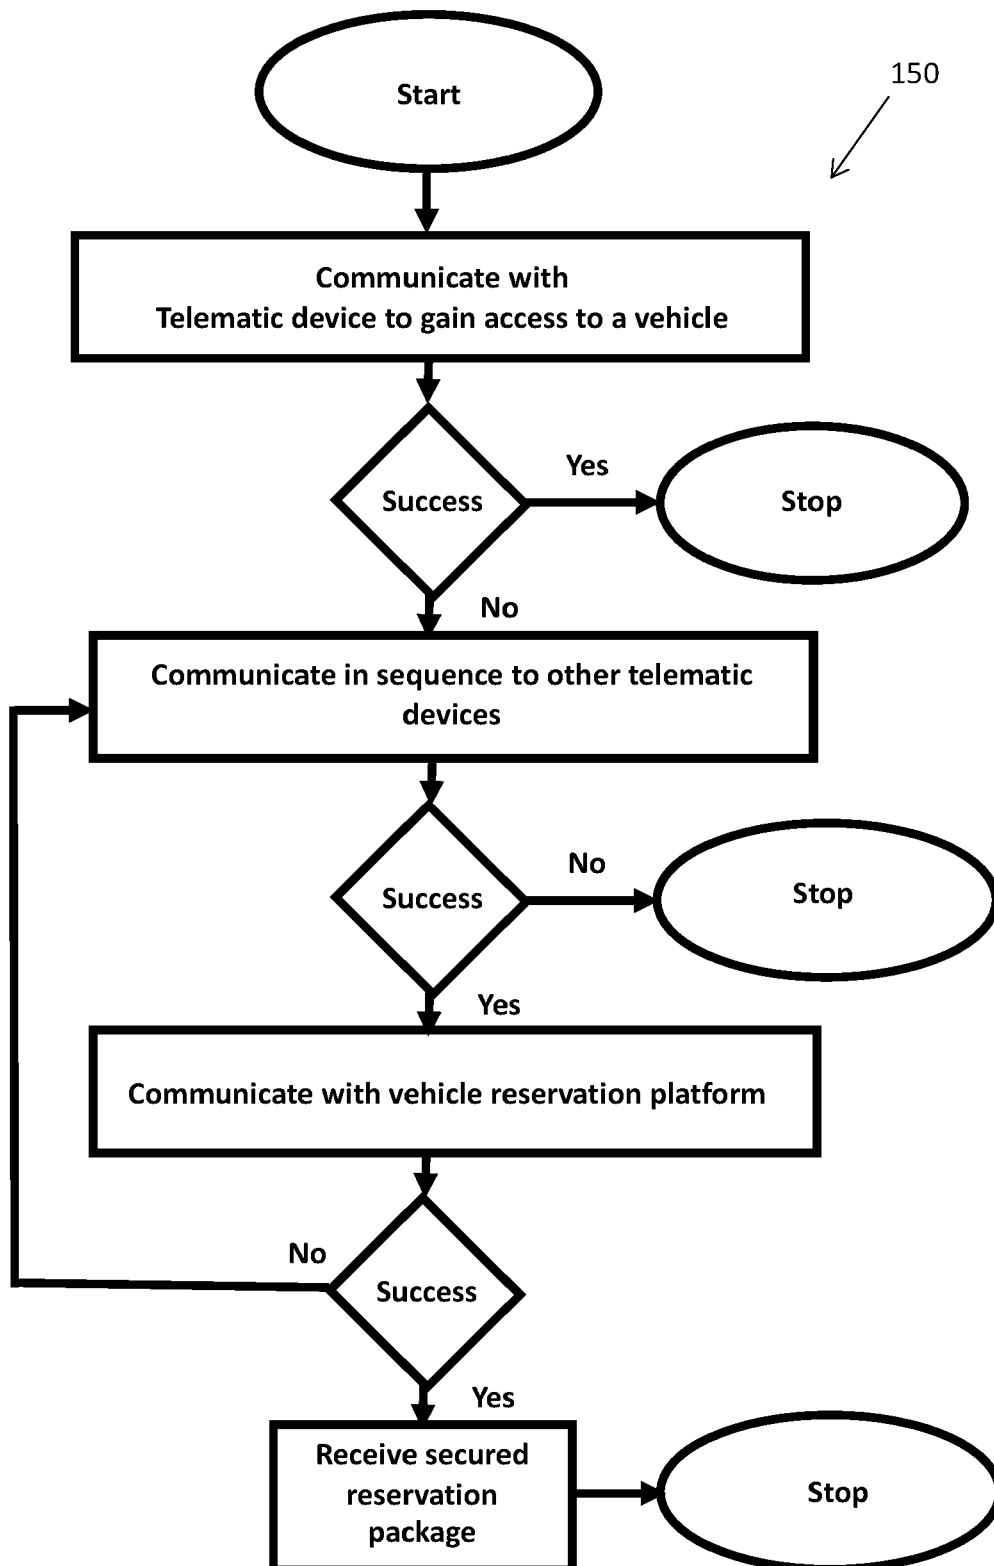 Start
150
Communicate with
Telematic device to gain access to a vehicle
Yes
Success
Stop
No
Communicate in sequence to other telematic
devices
No
Success
Stop
Yes
Communicate with vehicle reservation platform
No
Success
Yes
Receive secured
reservation
package
Stop